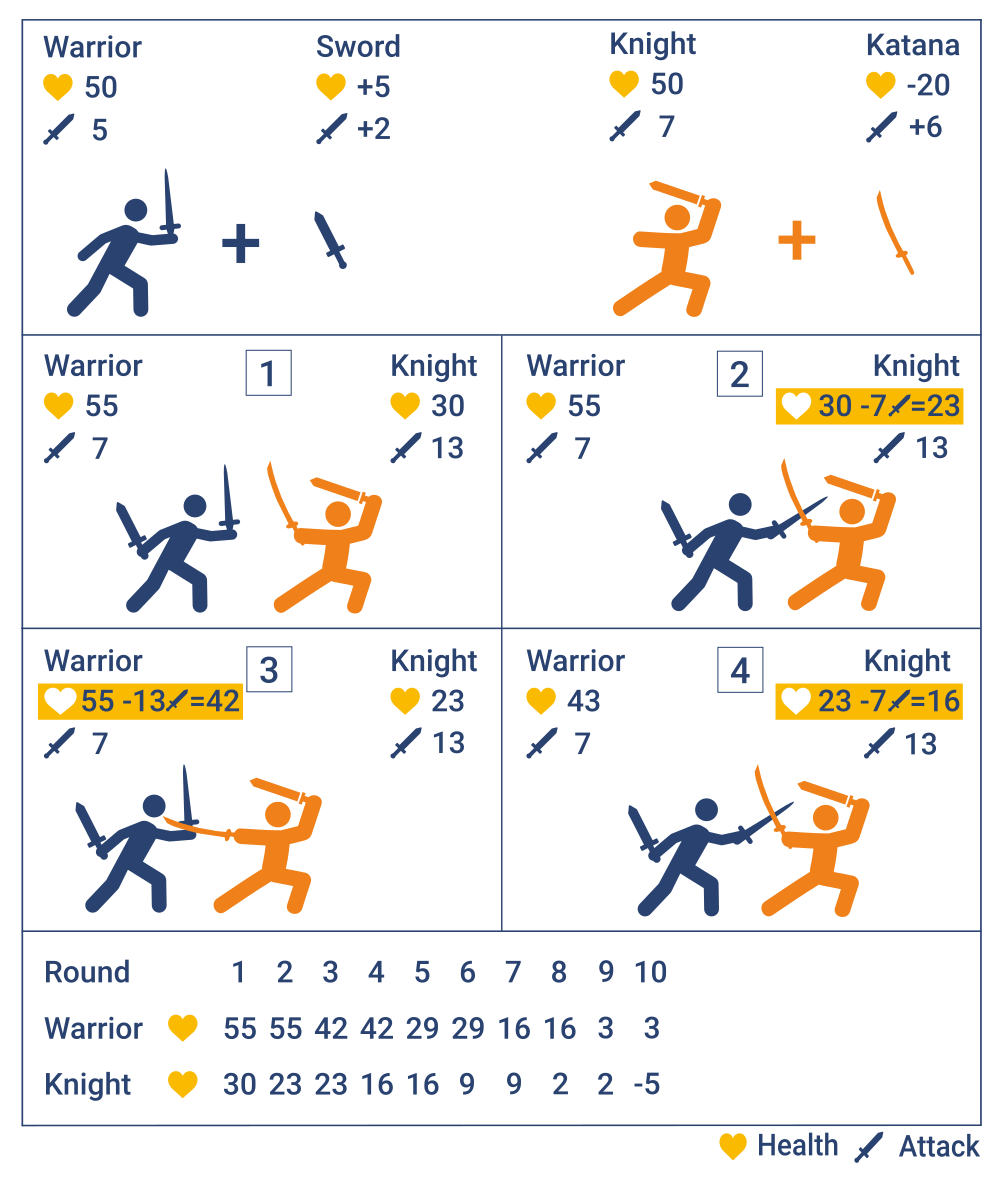 Warrior
50
5
Sword
+5
+2
Knight
50
7
Katana
-20
+6
Warrior
55
7
1
Knight
30
13
Warrior
55
7
2
Knight
30 -7=23
13
Warrior
55 -13=42
7
3
Knight
23
13
Warrior
43
7
4
Knight
23 -7=16
13
Round 1 2 3 4 5 6 7 8 9 10
Warrior 55 55 42 42 29 29 16 16 3 3
Knight 30 23 23 16 16 9 9 2 2 -5
Health Attack